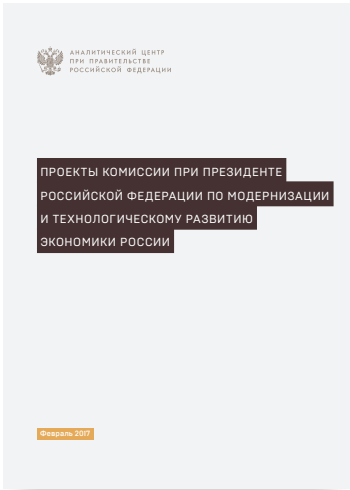 АНАЛИТИЧЕСКИЙ ЦЕНТР
ПРИ ПРАВИТЕЛЬСТВЕ
РОССИЙСКОЙ ФЕДЕРАЦИИ
ПРОЕКТЫ КОМИССИИ ПРИ ПРЕЗИДЕНТЕ
РОССИЙСКОЙ ФЕДЕРАЦИИ ПО МОДЕРНИЗАЦИИ
И ТЕХНОЛОГИЧЕСКОМУ РАЗВИТИЮ
ЭКОНОМИКИ РОССИИ
Февраль 2017